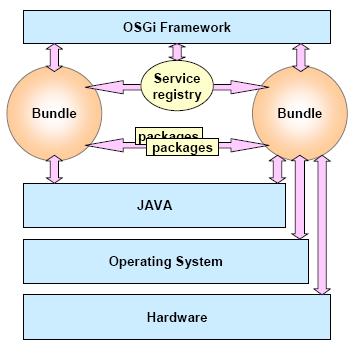 OSGi Framework
Service
registry
Bundle
Bundle
packages
packages
JAVA
Operating System
Hardware